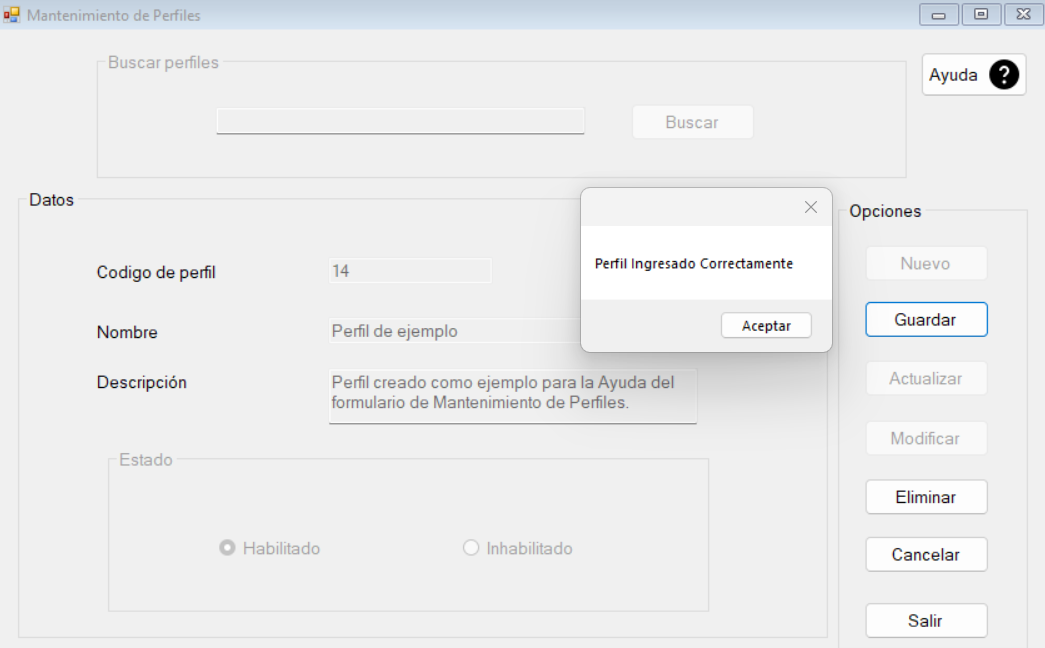 Mantenimiento de Perfiles
Buscar perfiles
Ayuda ?
Buscar
Datos
Codigo de perfil
14
Nombre
Perfil de ejemplo
Descripción
Perfil creado como ejemplo para la Ayuda del
formulario de Mantenimiento de Perfiles.
Estado
Habilitado
Inhabilitado
Perfil Ingresado Correctamente
Aceptar
Opciones
Nuevo
Guardar
Actualizar
Modificar
Eliminar
Cancelar
Salir